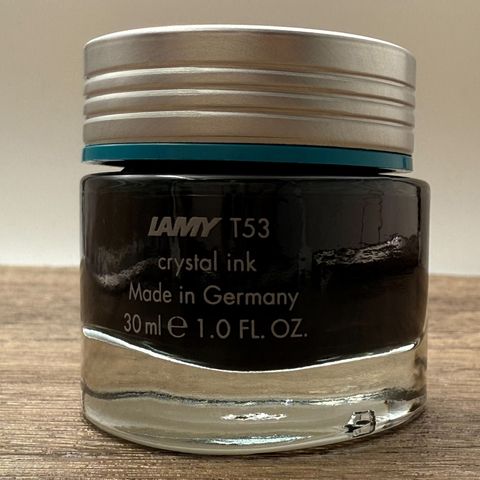 LAMY T53
crystal ink
Made in Germany
30 ml ℮ 1.0 FL. OZ.